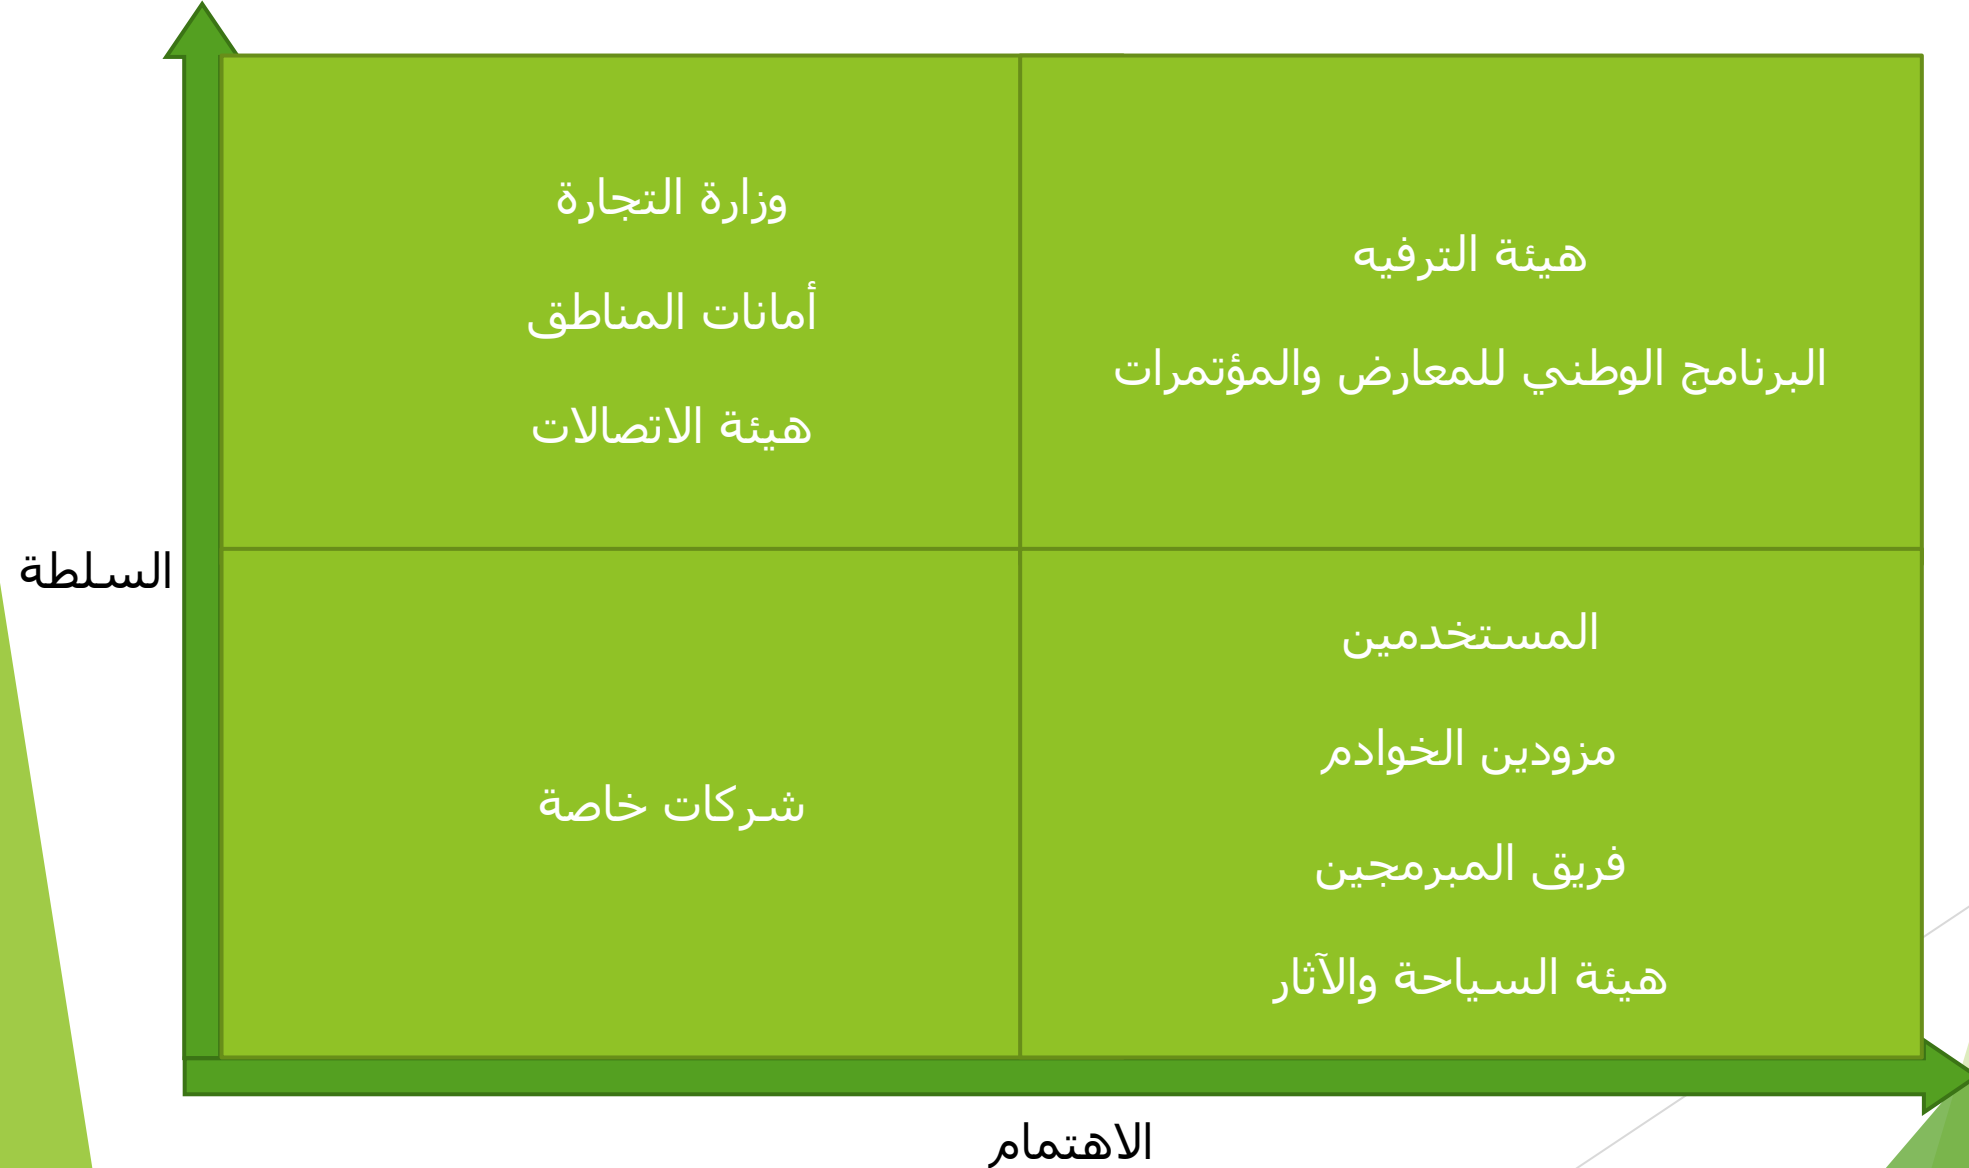 هيئة الترفيه
البرنامج الوطني للمعارض والمؤتمرات
وزارة التجارة
أمانات المناطق
هيئة الاتصالات
السلطة
المستخدمين
مزودين الخوادم
فريق المبرمجين
هيئة السياحة والآثار
شركات خاصة
الاهتمام